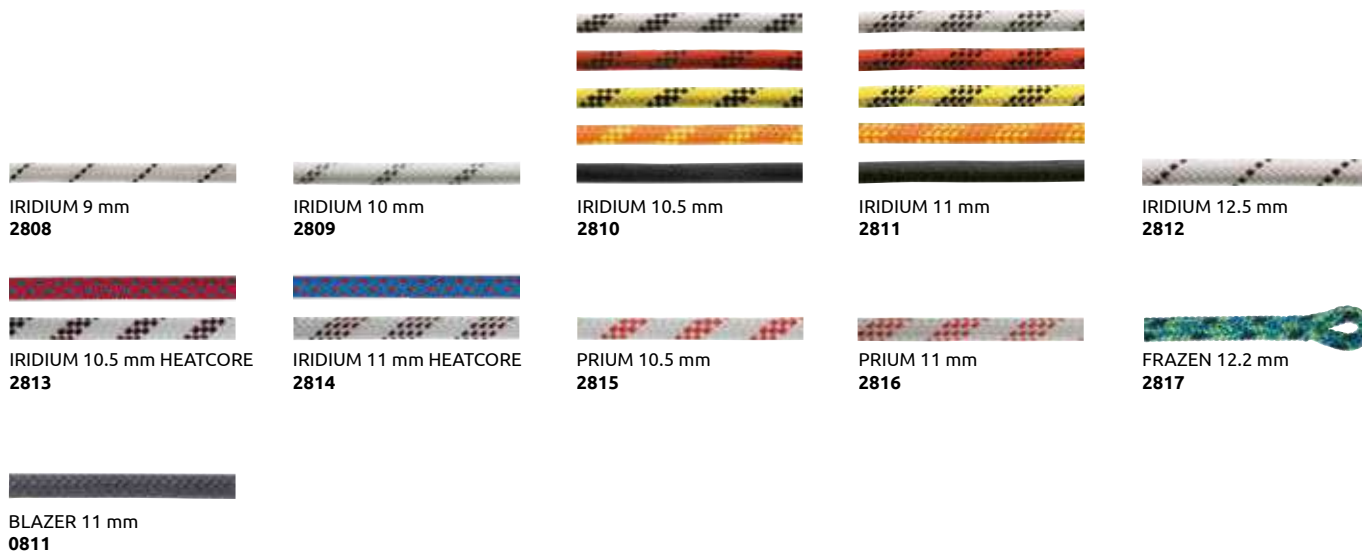 IRIDIUM 9 mm
2808
IRIDIUM 10 mm
2809
IRIDIUM 10.5 mm
2810
IRIDIUM 11 mm
2811
IRIDIUM 12.5 mm
2812
IRIDIUM 10.5 mm HEATCORE
2813
IRIDIUM 11 mm HEATCORE
2814
PRIUM 10.5 mm
2815
PRIUM 11 mm
2816
FRAZEN 12.2 mm
2817
BLAZER 11 mm
0811